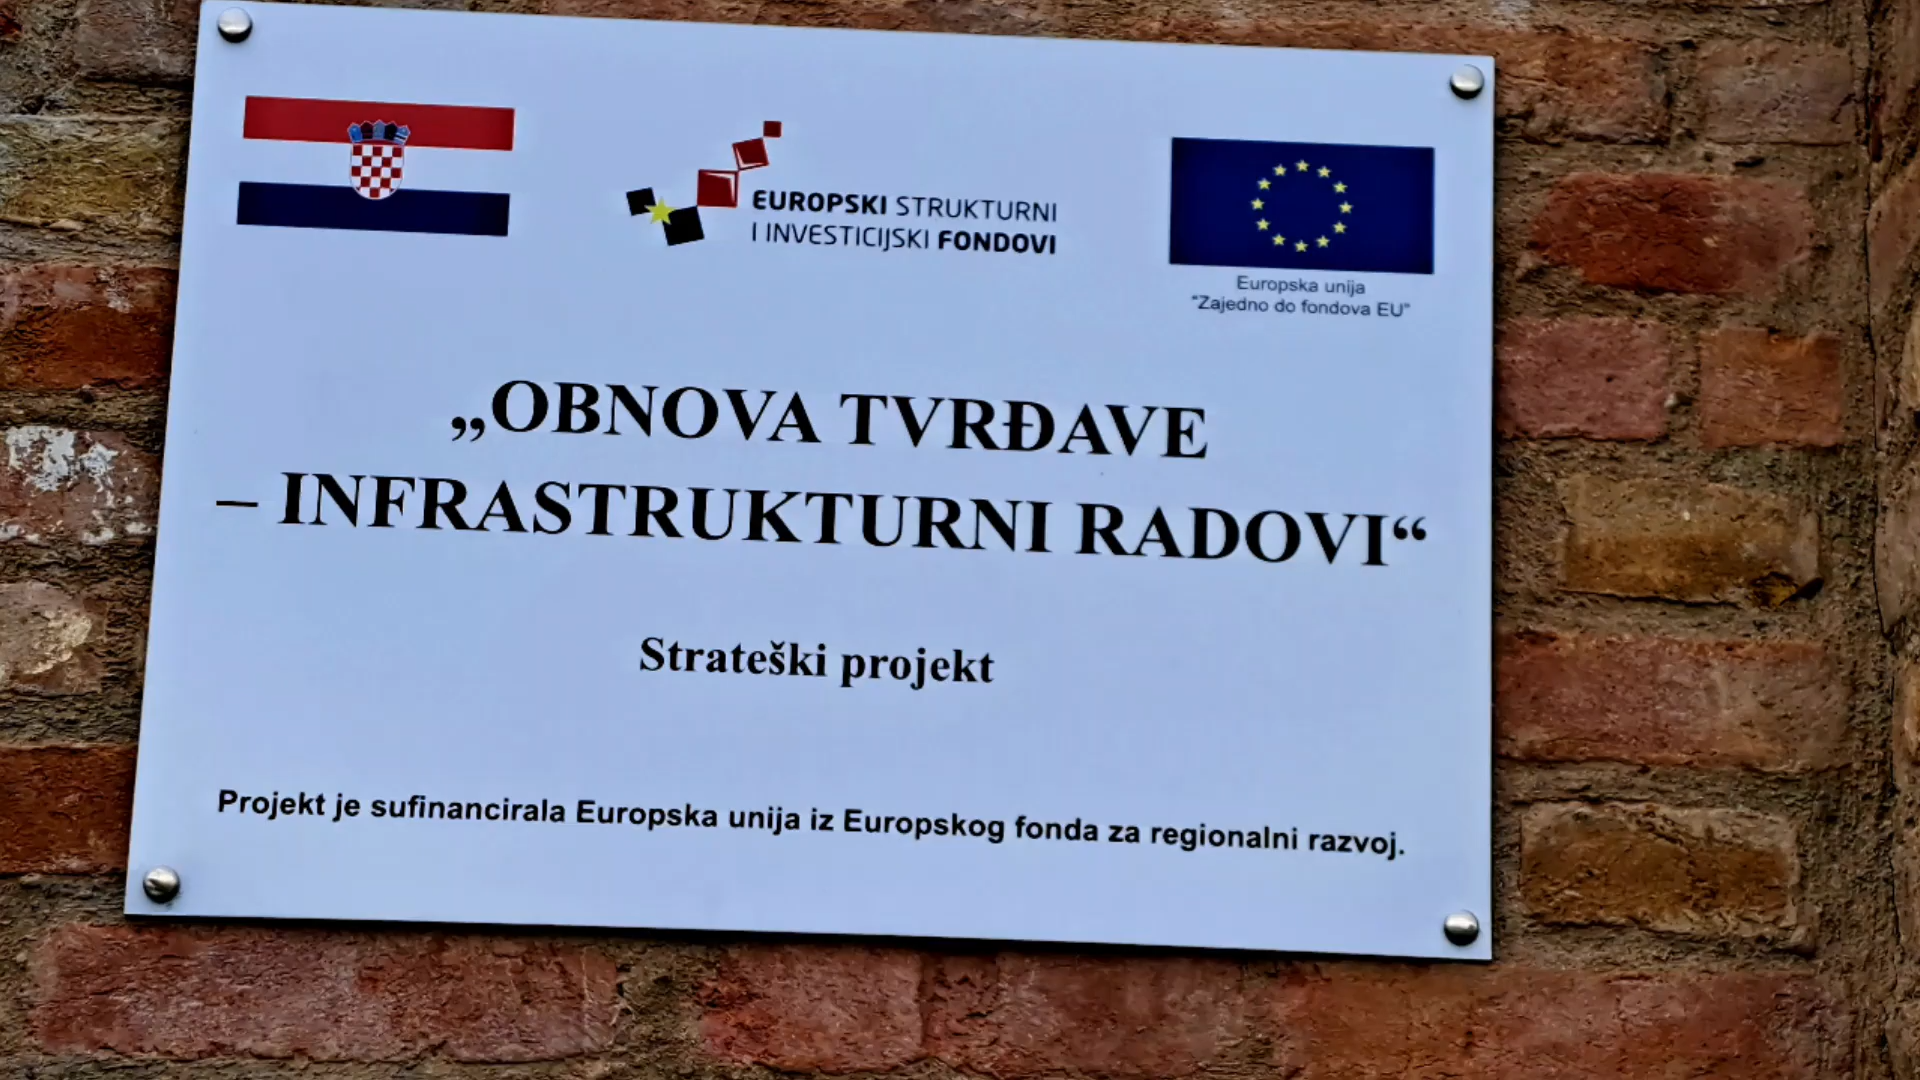 EUROPSKI STRUKTURNI
I INVESTICIJSKI FONDOVI
Europska unija
"Zajedno do fondova EU"
„OBNOVA TVRĐAVE
– INFRASTRUKTURNI RADOVI“
Strateški projekt
Projekt je sufinancirala Europska unija iz Europskog fonda za regionalni razvoj.